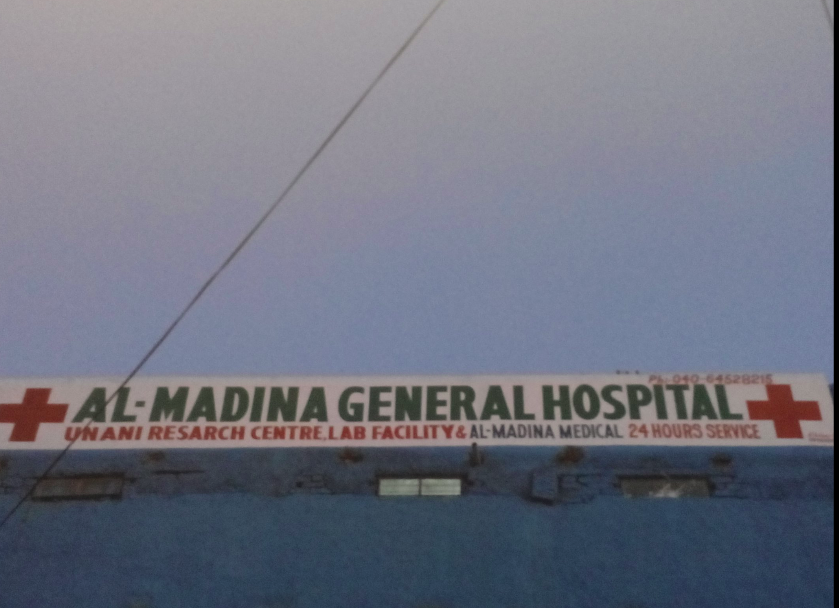 Ph:-040-64528215
AL-MADINA GENERAL HOSPITAL
UNANI RESARCH CENTRE, LAB FACILITY & AL-MADINA MEDICAL 24 HOURS SERVICE